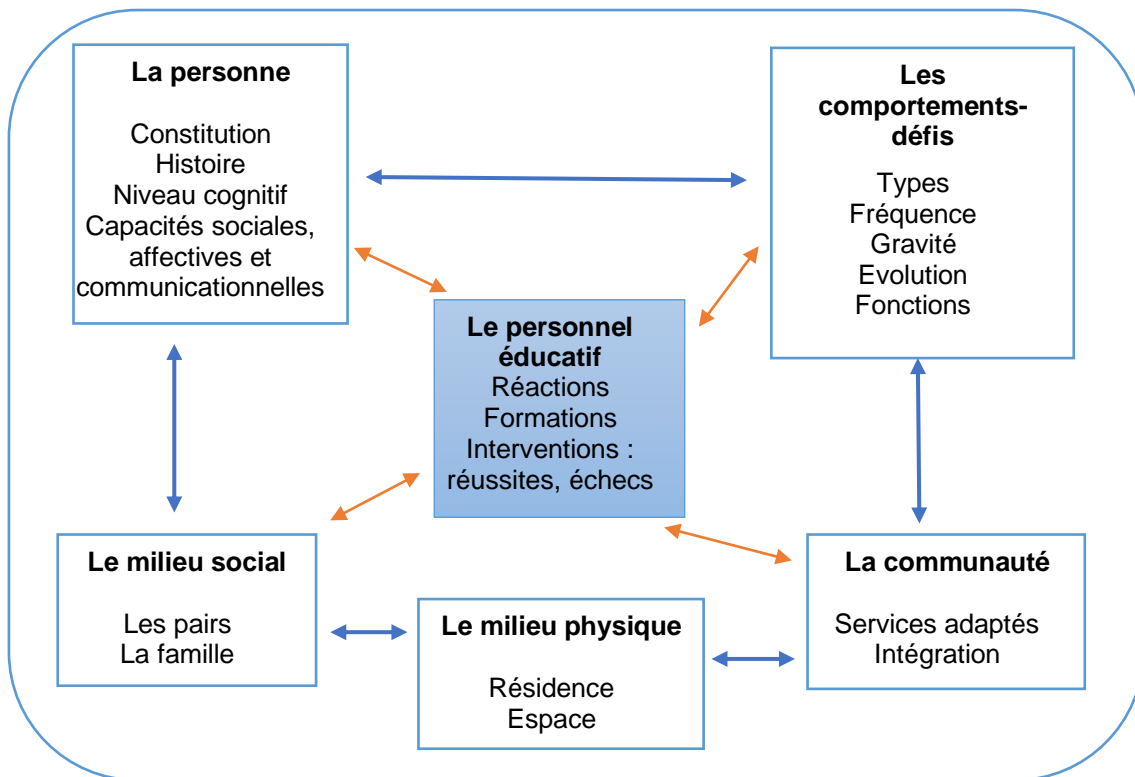 La personne
Constitution
Histoire
Niveau cognitif
Capacités sociales,
affectives et
communicationnelles
Les
comportements-
défis
Types
Fréquence
Gravité
Evolution
Fonctions
Le personnel
éducatif
Réactions
Formations
Interventions :
réussites, échecs
Le milieu social
Les pairs
La famille
Le milieu physique
Résidence
Espace
La communauté
Services adaptés
Intégration